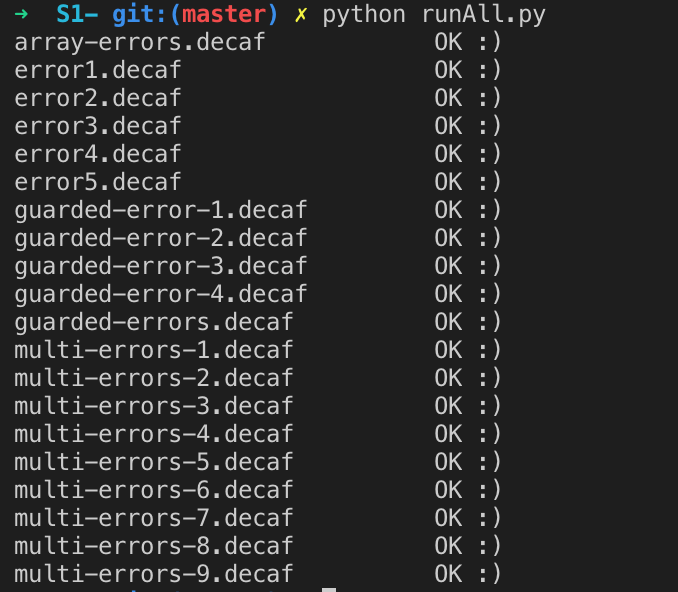 → S1- git:(master) ✗ python runAll.py
array-errors.decaf OK :)
error1.decaf OK :)
error2.decaf OK :)
error3.decaf OK :)
error4.decaf OK :)
error5.decaf OK :)
guarded-error-1.decaf OK :)
guarded-error-2.decaf OK :)
guarded-error-3.decaf OK :)
guarded-error-4.decaf OK :)
guarded-errors.decaf OK :)
multi-errors-1.decaf OK :)
multi-errors-2.decaf OK :)
multi-errors-3.decaf OK :)
multi-errors-4.decaf OK :)
multi-errors-5.decaf OK :)
multi-errors-6.decaf OK :)
multi-errors-7.decaf OK :)
multi-errors-8.decaf OK :)
multi-errors-9.decaf OK :)